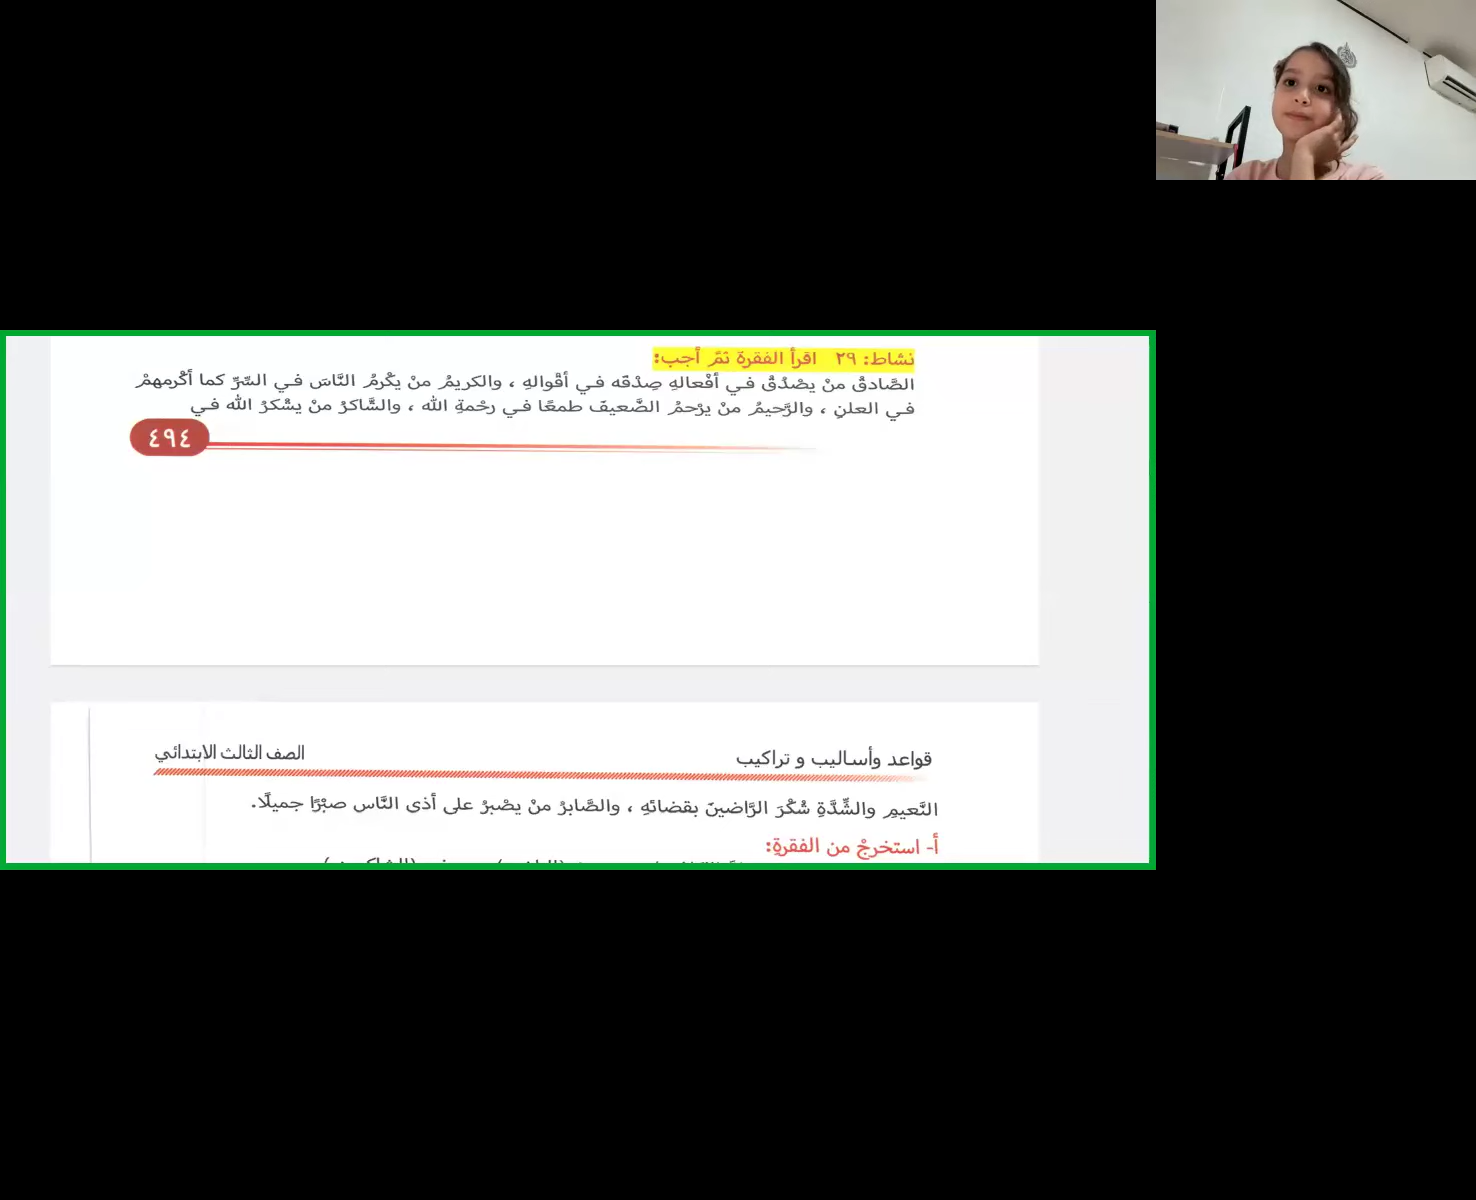 نشاط: ٢٩ اقرأ الفقرة ثمّ أجب:
الصَّادقُ منْ يصْدُقُ في أفْعالهِ صِدْقَه في أقْوالهِ ، والكريمُ منْ يكْرمُ النَّاسَ في السِّرِّ كما أكْرمهمْ
في العلنِ ، والرَّحيمُ منْ يرْحمُ الضَّعيفَ طمعًا في رحْمةِ الله ، والشَّاكرُ منْ يشْكرُ الله في
٤٩٤
قواعد وأساليب و تراكيب
الصف الثالث الابتدائي
النَّعيمِ والشِّدَّةِ شُكْرَ الرَّاضينَ بقضائهِ ، والصَّابرُ منْ يصْبرُ على أذى النَّاس صبْرًا جميلًا.
أ- استخرجْ من الفقرةِ: